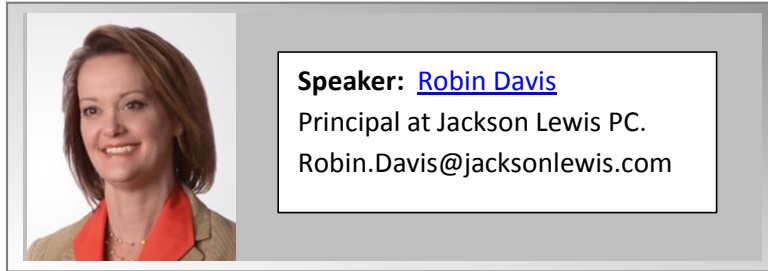 Speaker: Robin Davis
Principal at Jackson Lewis PC.
Robin.Davis@jacksonlewis.com